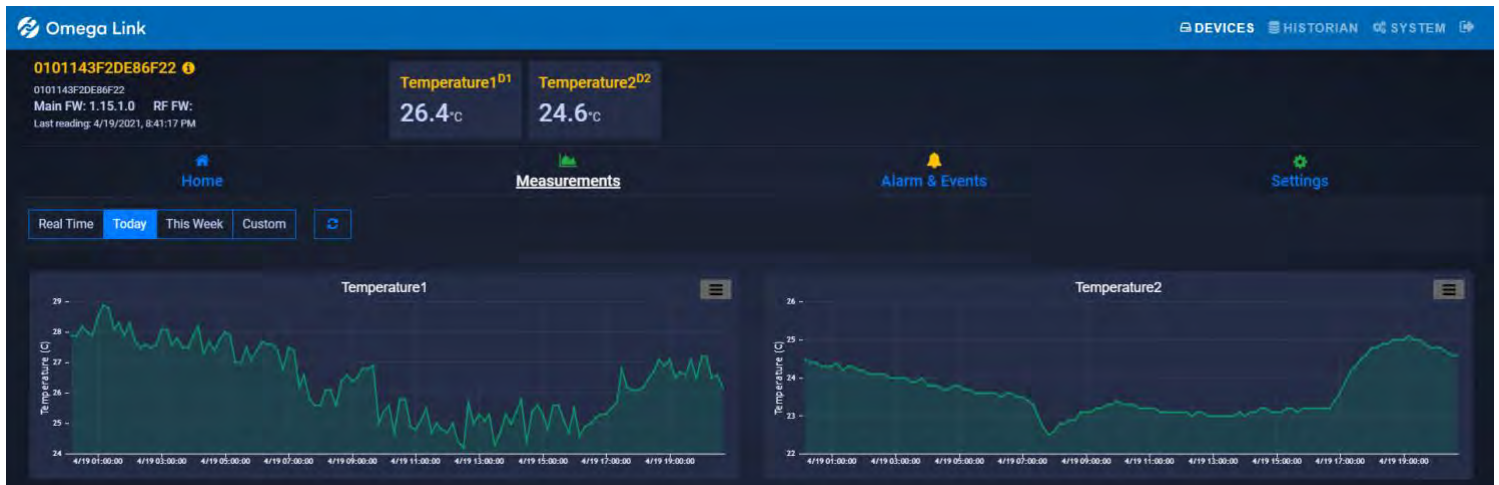 Omega Link
DEVICES HISTORIAN SYSTEM
0101143F2DE86F22
0101143F2DE86F22
Main FW: 1.15.1.0 RF FW:
Last reading: 4/19/2021, 8:41:17 PM
Temperature1 D1
26.4 °C
Temperature2 D2
24.6 °C
Home
Measurements
Alarm & Events
Settings
Real Time Today This Week Custom
Temperature1
Temperature (C)
29
28
27
26
25
24
4/19 01:00:00 4/19 03:00:00 4/19 05:00:00 4/19 07:00:00 4/19 09:00:00 4/19 11:00:00 4/19 13:00:00 4/19 15:00:00 4/19 17:00:00 4/19 19:00:00
Temperature2
Temperature (C)
26
25
24
23
22
4/19 01:00:00 4/19 03:00:00 4/19 05:00:00 4/19 07:00:00 4/19 09:00:00 4/19 11:00:00 4/19 13:00:00 4/19 15:00:00 4/19 17:00:00 4/19 19:00:00